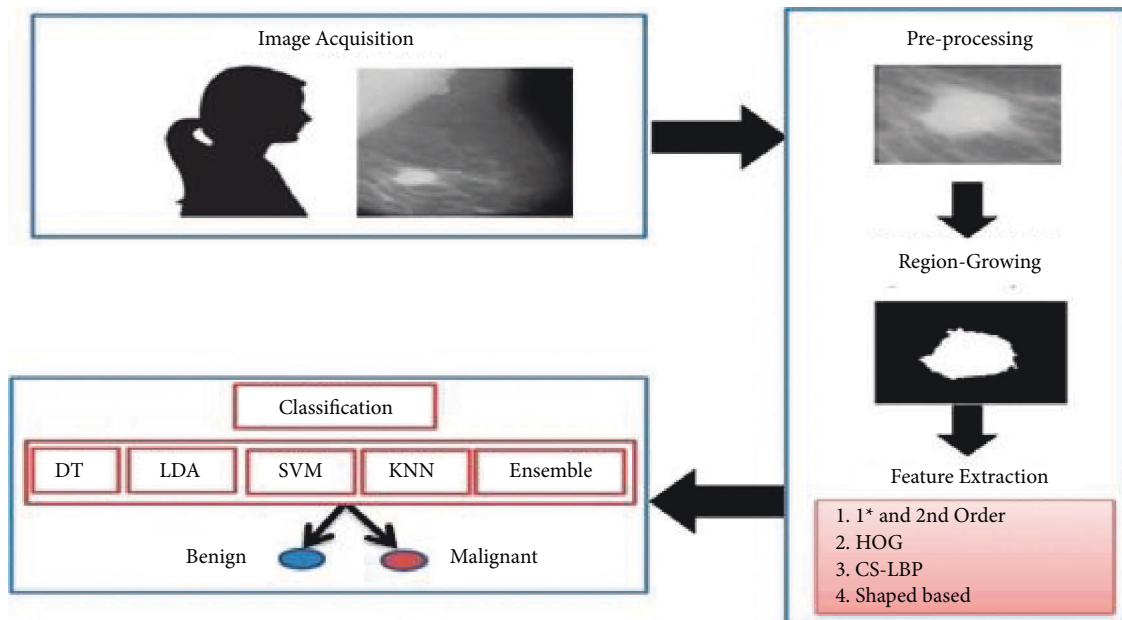 Image Acquisition
Pre-processing
Region-Growing
Feature Extraction
1. 1* and 2nd Order
2. HOG
3. CS-LBP
4. Shaped based
Classification
DT
LDA
SVM
KNN
Ensemble
Benign
Malignant